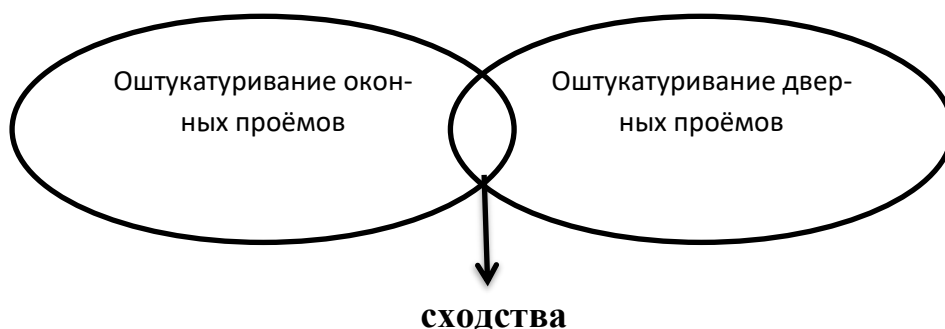 Оштукатуривание окон-
ных проёмов
Оштукатуривание двер-
ных проёмов
сходства